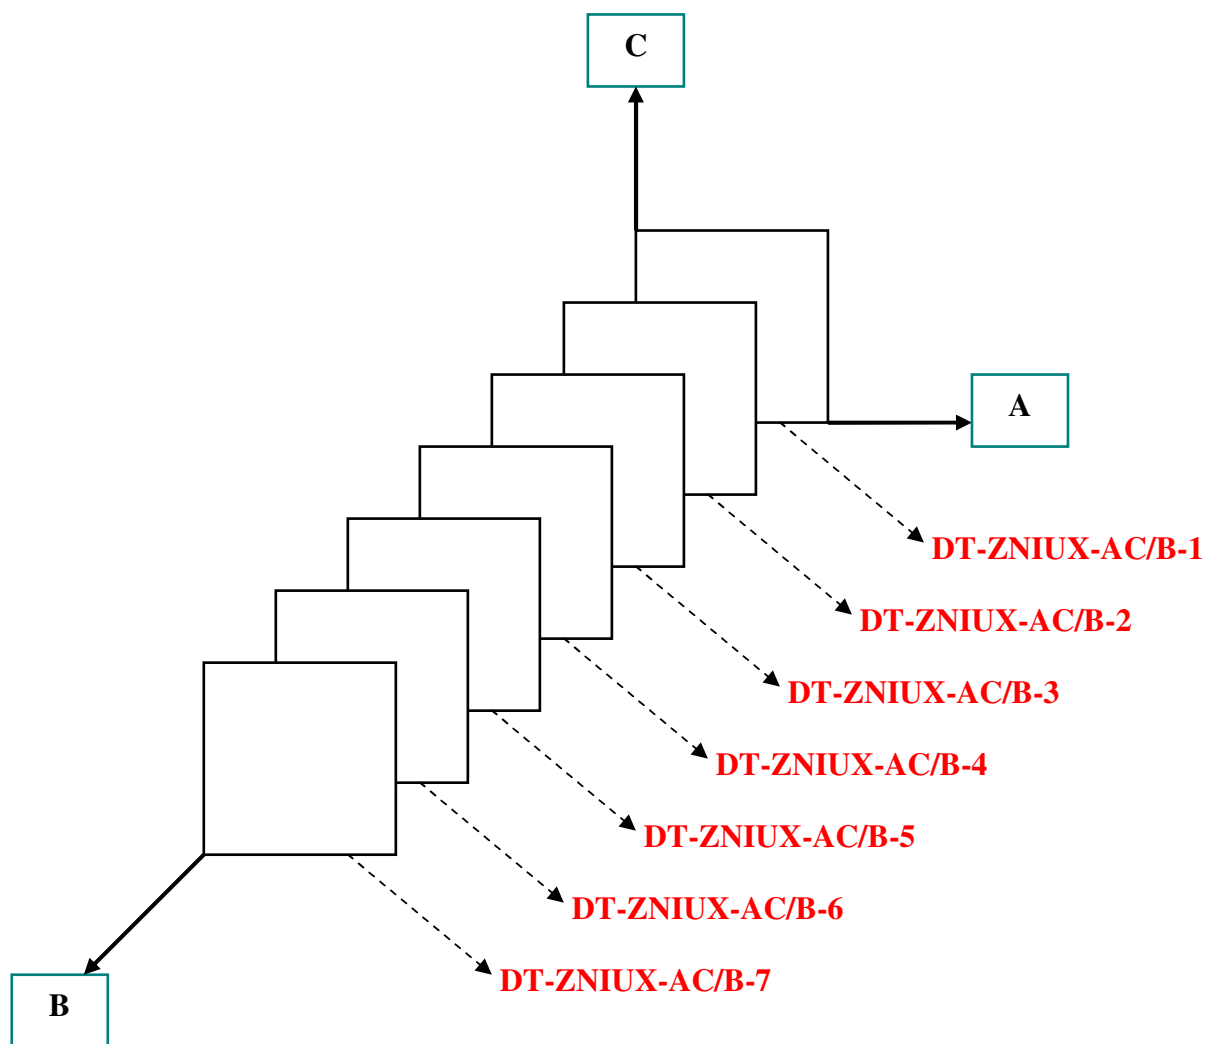 C
A
DT-ZNIUX-AC/B-1
DT-ZNIUX-AC/B-2
DT-ZNIUX-AC/B-3
DT-ZNIUX-AC/B-4
DT-ZNIUX-AC/B-5
DT-ZNIUX-AC/B-6
DT-ZNIUX-AC/B-7
B